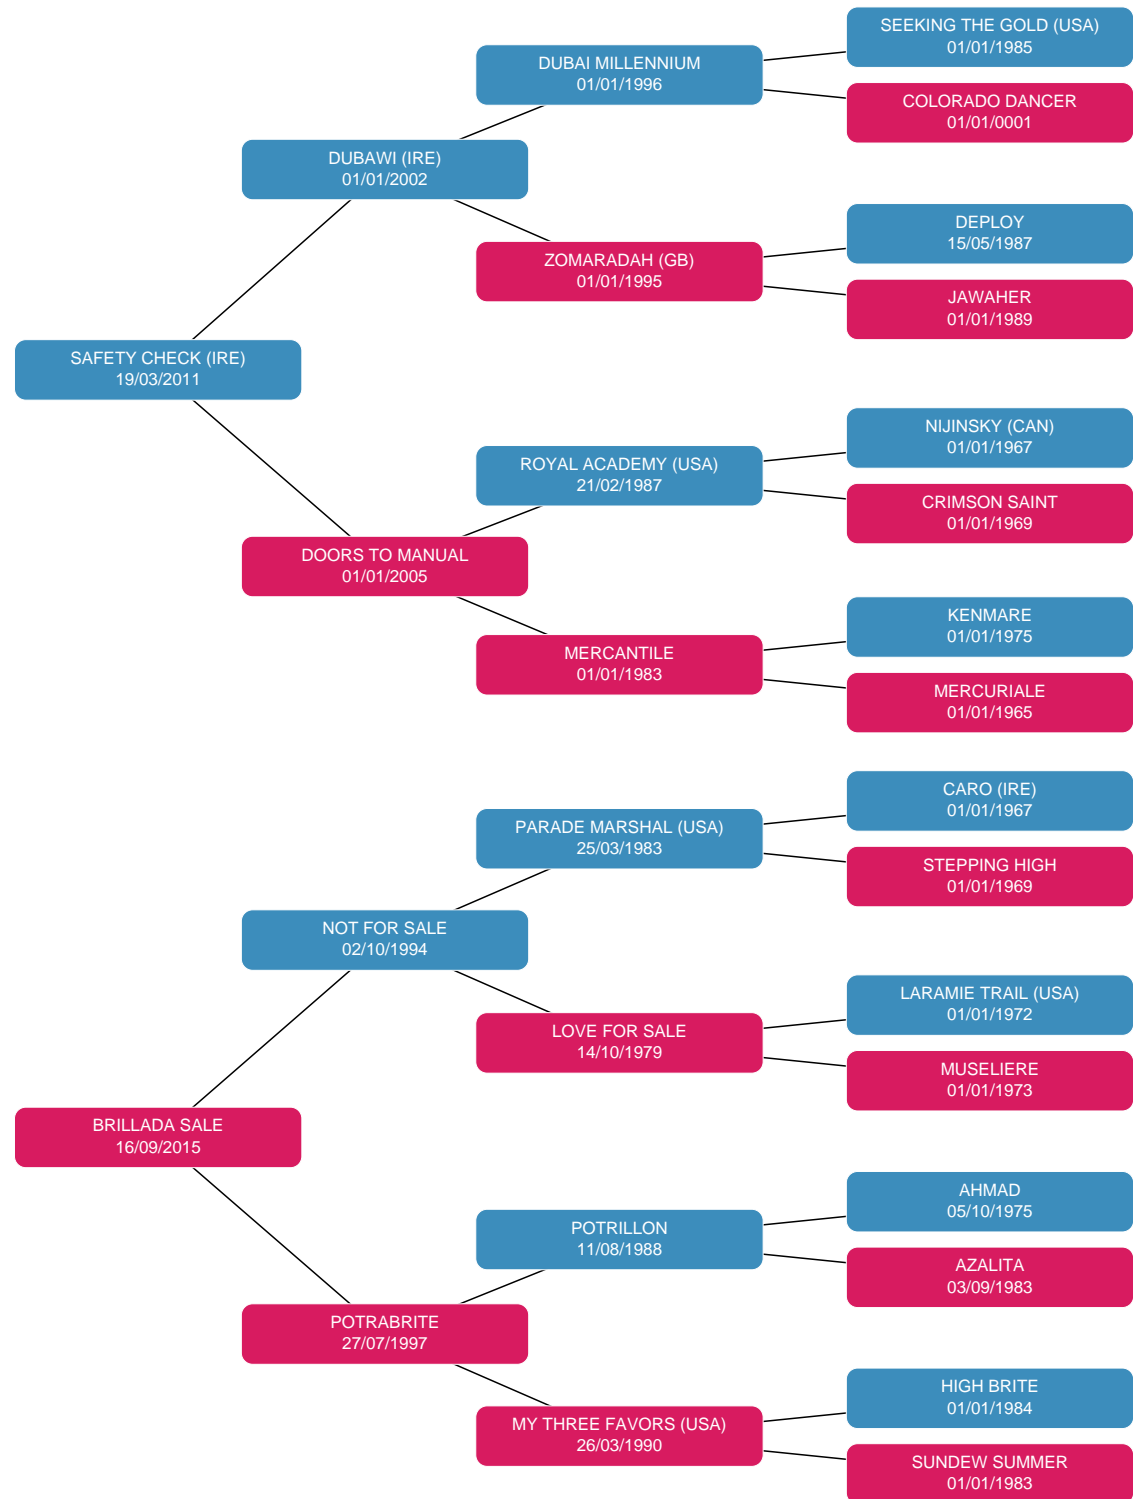 SEEKING THE GOLD (USA)
01/01/1985
DUBAI MILLENNIUM
01/01/1996
COLORADO DANCER
01/01/0001
DUBAWI (IRE)
01/01/2002
DEPLOY
15/05/1987
ZOMARADAH (GB)
01/01/1995
JAWAHER
01/01/1989
SAFETY CHECK (IRE)
19/03/2011
NIJINSKY (CAN)
01/01/1967
ROYAL ACADEMY (USA)
21/02/1987
CRIMSON SAINT
01/01/1969
DOORS TO MANUAL
01/01/2005
KENMARE
01/01/1975
MERCANTILE
01/01/1983
MERCURIALE
01/01/1965
CARO (IRE)
01/01/1967
PARADE MARSHAL (USA)
25/03/1983
STEPPING HIGH
01/01/1969
NOT FOR SALE
02/10/1994
LARAMIE TRAIL (USA)
01/01/1972
LOVE FOR SALE
14/10/1979
MUSELIERE
01/01/1973
BRILLADA SALE
16/09/2015
AHMAD
05/10/1975
POTRILLON
11/08/1988
AZALITA
03/09/1983
POTRABRITE
27/07/1997
HIGH BRITE
01/01/1984
MY THREE FAVORS (USA)
26/03/1990
SUNDEW SUMMER
01/01/1983